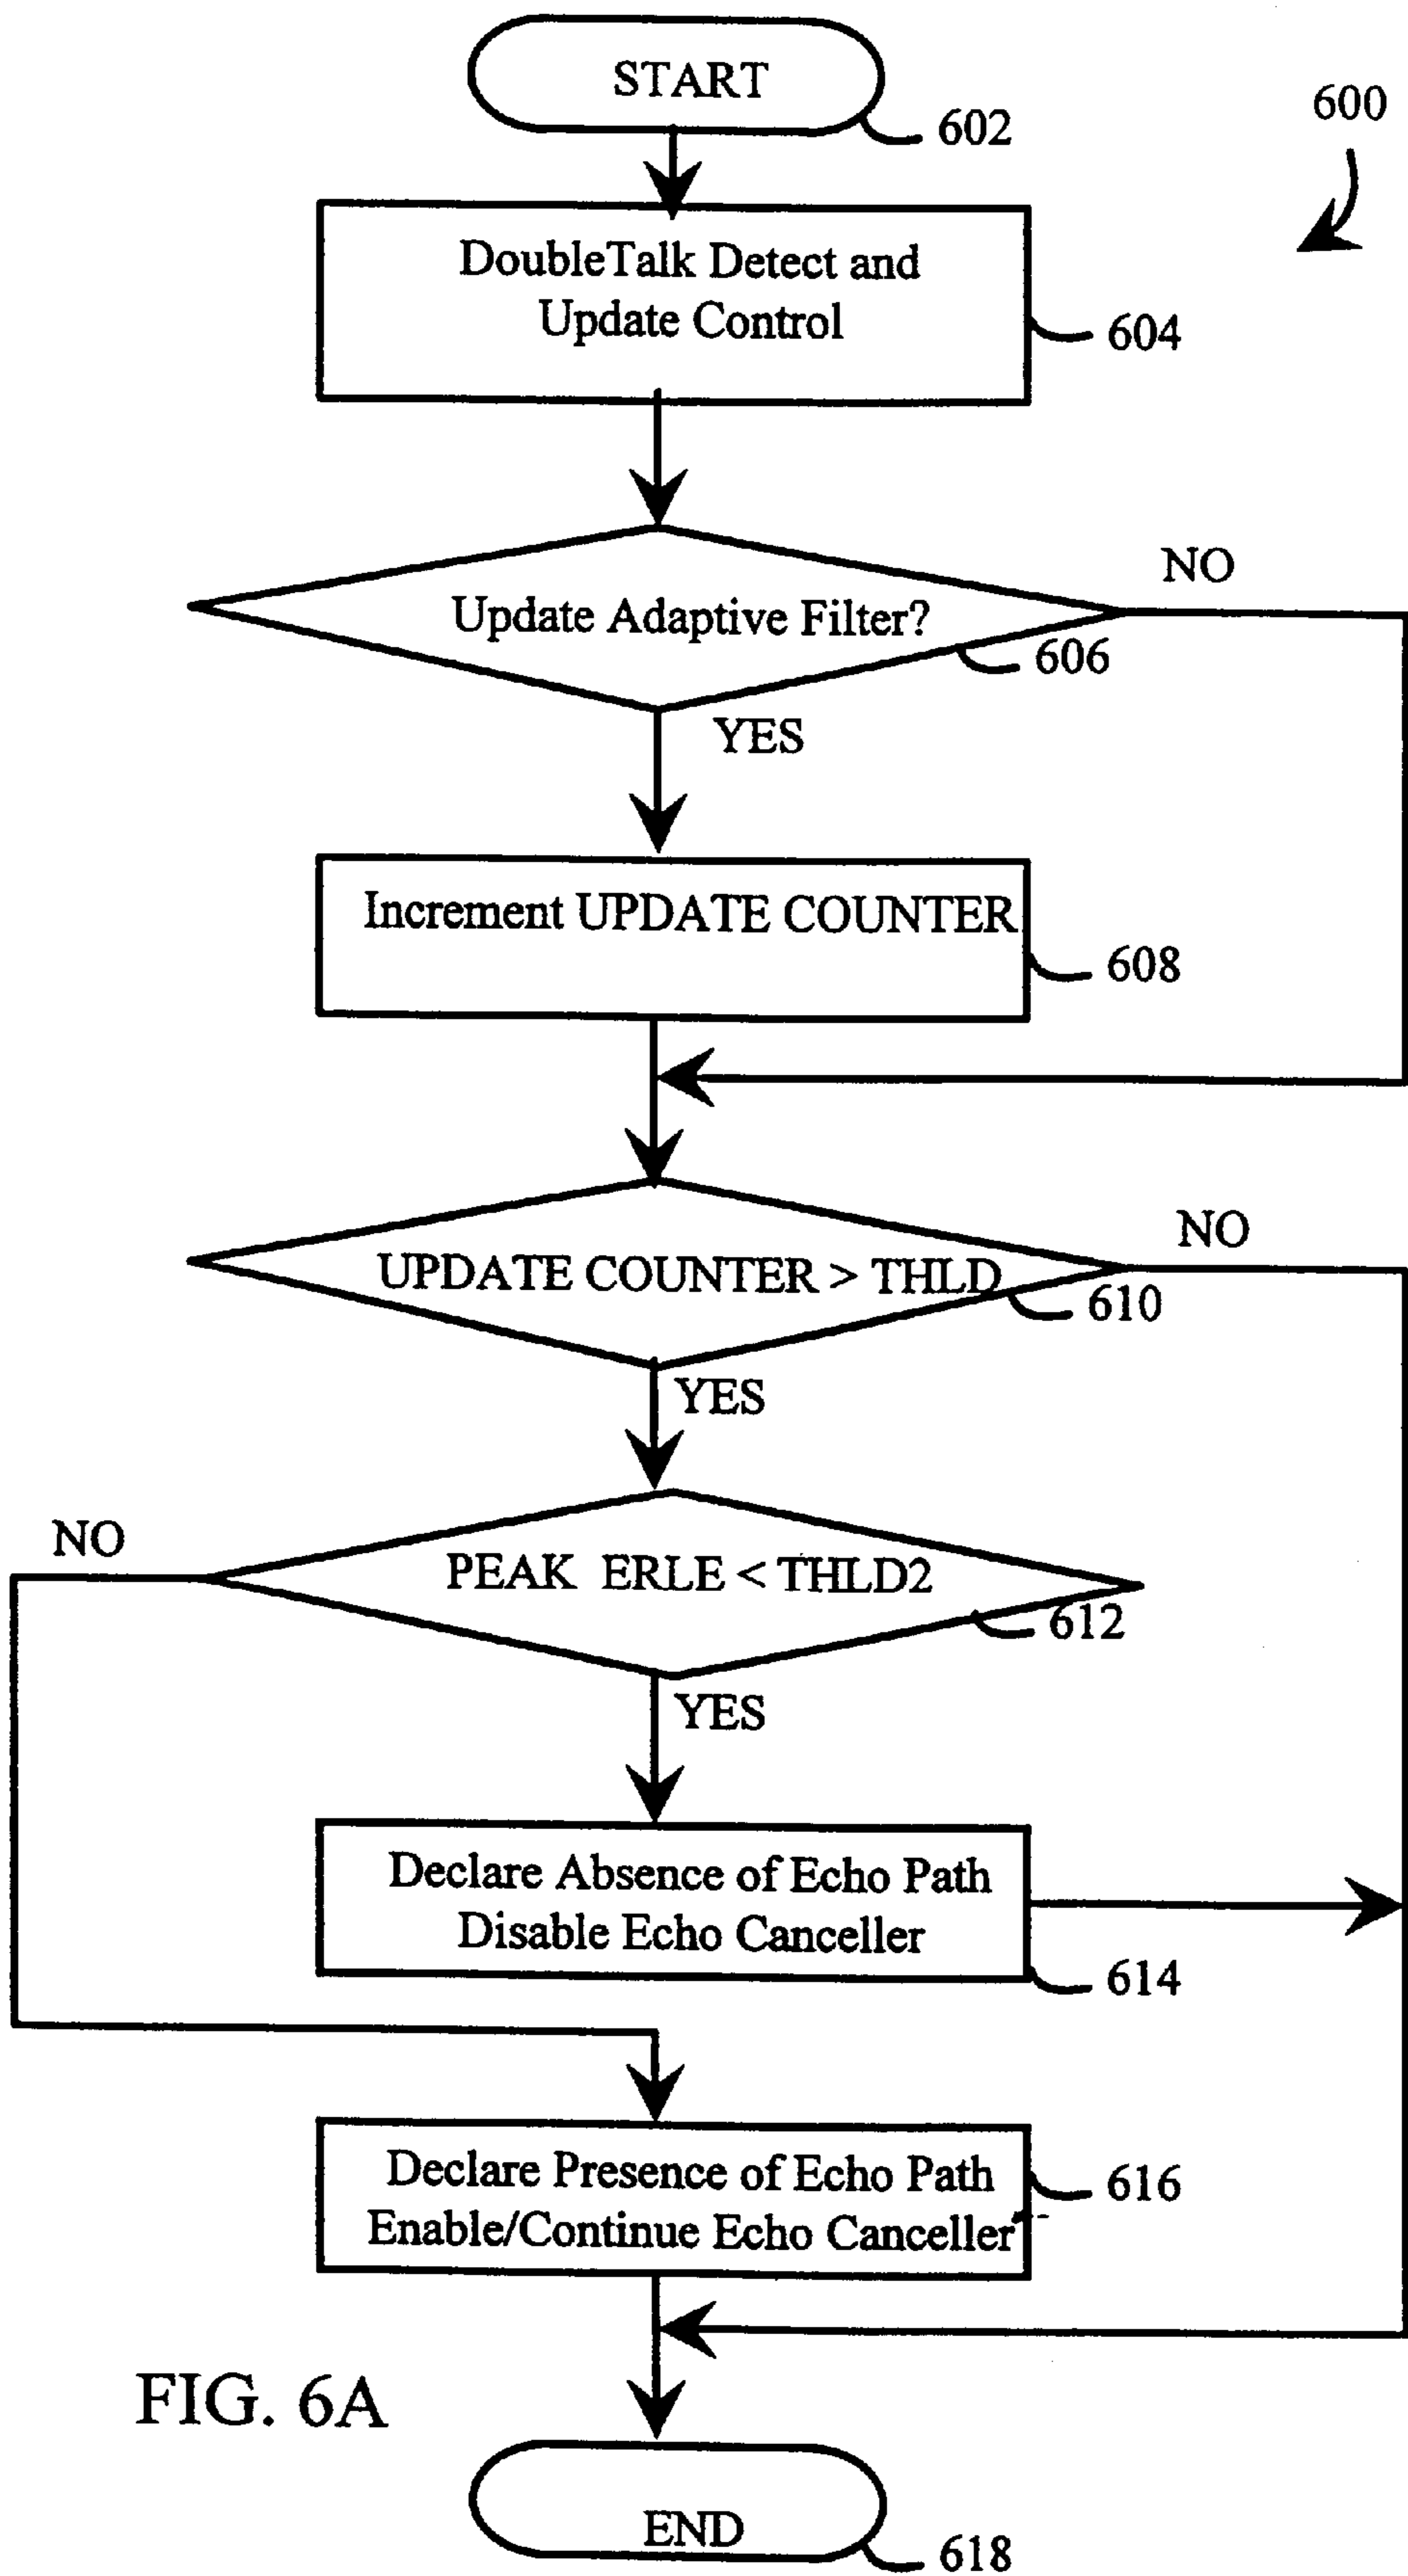 START
602
600
DoubleTalk Detect and
Update Control
604
NO
Update Adaptive Filter?
606
YES
Increment UPDATE COUNTER
608
NO
UPDATE COUNTER > THLD
610
YES
NO
PEAK ERLE < THLD2
612
YES
Declare Absence of Echo Path
Disable Echo Canceller
614
Declare Presence of Echo Path
Enable/Continue Echo Canceller
616
FIG. 6A
END
618